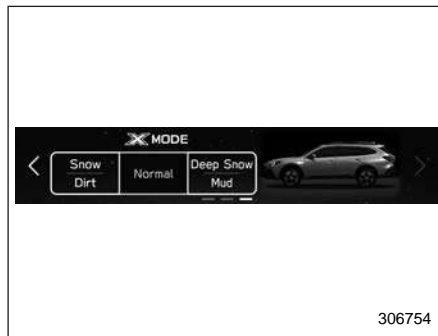 X MODE
Snow
Dirt
Normal
Deep Snow
Mud
306754